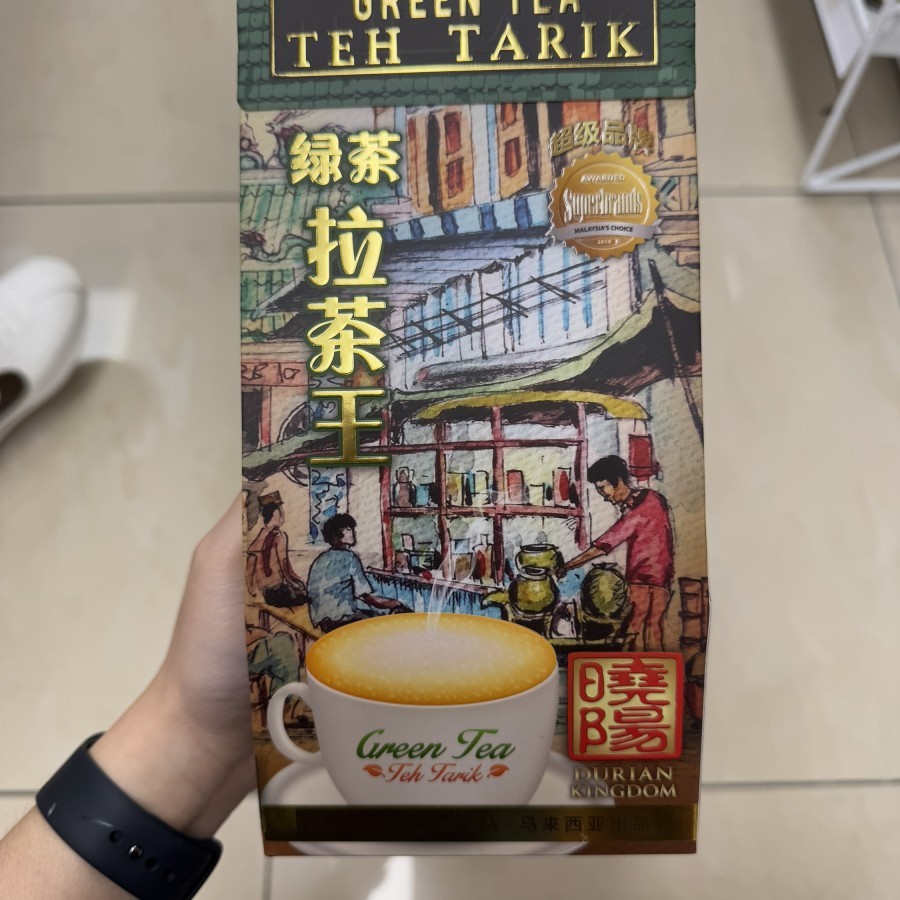 GREEN TEA
TEH TARIK
绿茶
拉茶王
超级品牌
AWARDED
Superbrands
MALAYSIA'S CHOICE
Green Tea
Teh Tarik
曉陽
DURIAN
KINGDOM
马来西亚出品